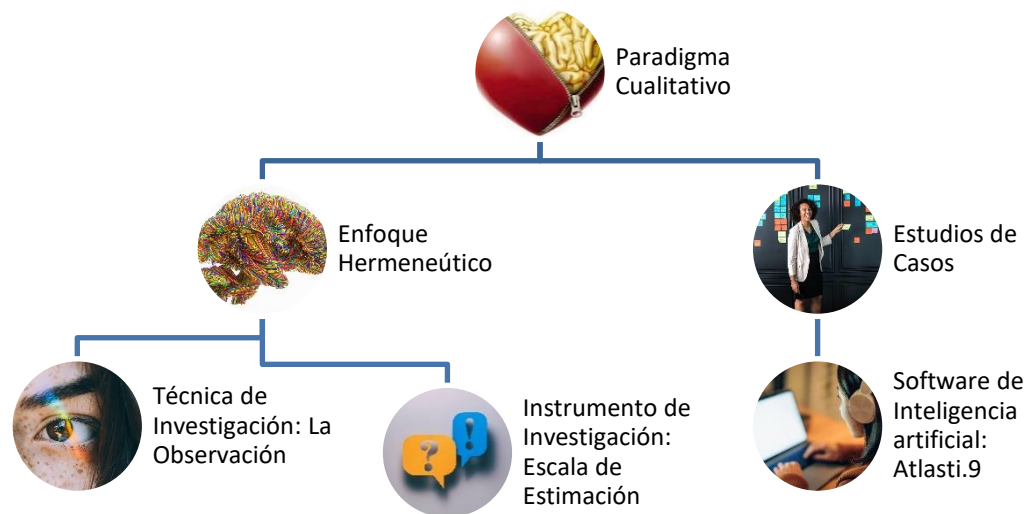 Paradigma
Cualitativo
Enfoque
Hermeneútico
Estudios de
Casos
Técnica de
Investigación: La
Observación
Instrumento de
Investigación:
Escala de
Estimación
Software de
Inteligencia
artificial:
Atlasti.9